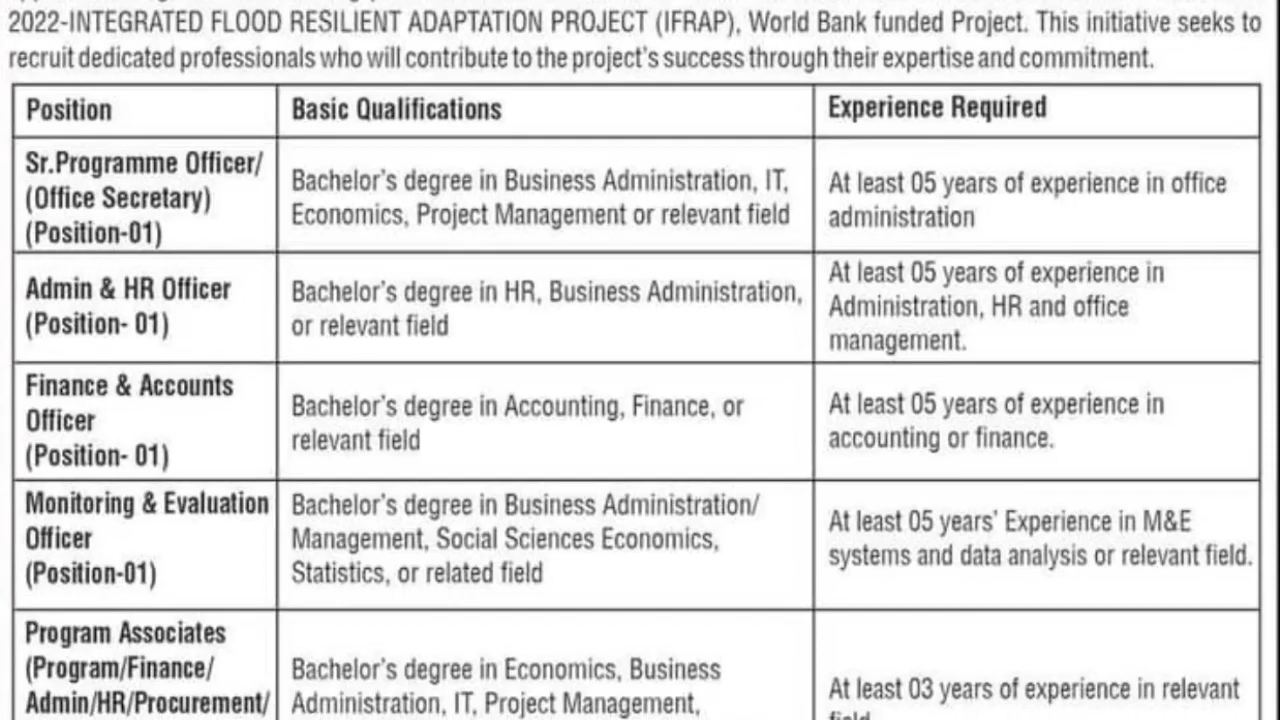 2022-INTEGRATED FLOOD RESILIENT ADAPTATION PROJECT (IFRAP), World Bank funded Project. This initiative seeks to
recruit dedicated professionals who will contribute to the project's success through their expertise and commitment.
Position
Basic Qualifications
Experience Required
Sr.Programme Officer/
(Office Secretary)
(Position-01)
Bachelor's degree in Business Administration, IT,
Economics, Project Management or relevant field
At least 05 years of experience in office
administration
Admin & HR Officer
(Position- 01)
Bachelor's degree in HR, Business Administration,
or relevant field
At least 05 years of experience in
Administration, HR and office
management.
Finance & Accounts
Officer
(Position- 01)
Bachelor's degree in Accounting, Finance, or
relevant field
At least 05 years of experience in
accounting or finance.
Monitoring & Evaluation
Officer
(Position-01)
Bachelor's degree in Business Administration/
Management, Social Sciences Economics,
Statistics, or related field
At least 05 years' Experience in M&E
systems and data analysis or relevant field.
Program Associates
(Program/Finance/
Admin/HR/Procurement/
Bachelor's degree in Economics, Business
Administration, IT, Project Management,
At least 03 years of experience in relevant